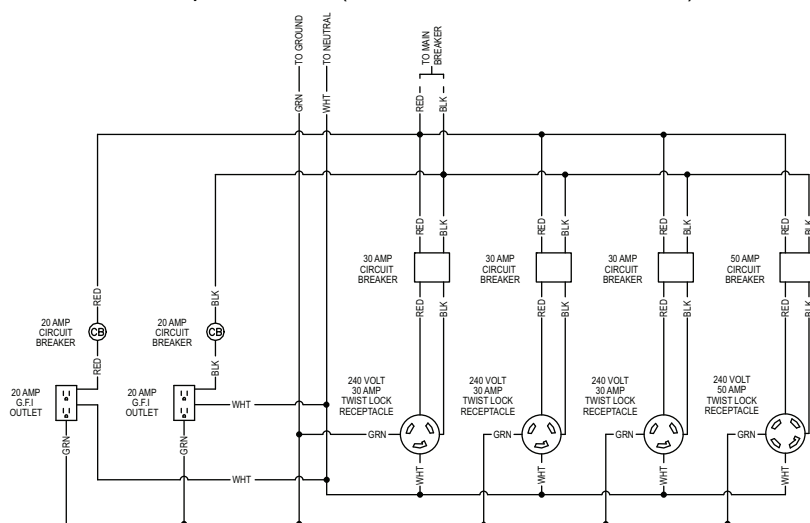 TO GROUND
TO NEUTRAL
TO MAIN
BREAKER
GRN
WHT
RED
BLK
RED
BLK
RED
BLK
RED
BLK
RED
BLK
30 AMP
CIRCUIT
BREAKER
30 AMP
CIRCUIT
BREAKER
30 AMP
CIRCUIT
BREAKER
50 AMP
CIRCUIT
BREAKER
RED
BLK
RED
BLK
RED
BLK
RED
BLK
RED
BLK
20 AMP
CIRCUIT
BREAKER
CB
20 AMP
CIRCUIT
BREAKER
CB
RED
BLK
20 AMP
G.F.I
OUTLET
20 AMP
G.F.I
OUTLET
240 VOLT
30 AMP
TWIST LOCK
RECEPTACLE
240 VOLT
30 AMP
TWIST LOCK
RECEPTACLE
240 VOLT
30 AMP
TWIST LOCK
RECEPTACLE
240 VOLT
50 AMP
TWIST LOCK
RECEPTACLE
WHT
GRN
GRN
GRN
GRN
GRN
GRN
WHT
WHT
WHT
WHT
WHT